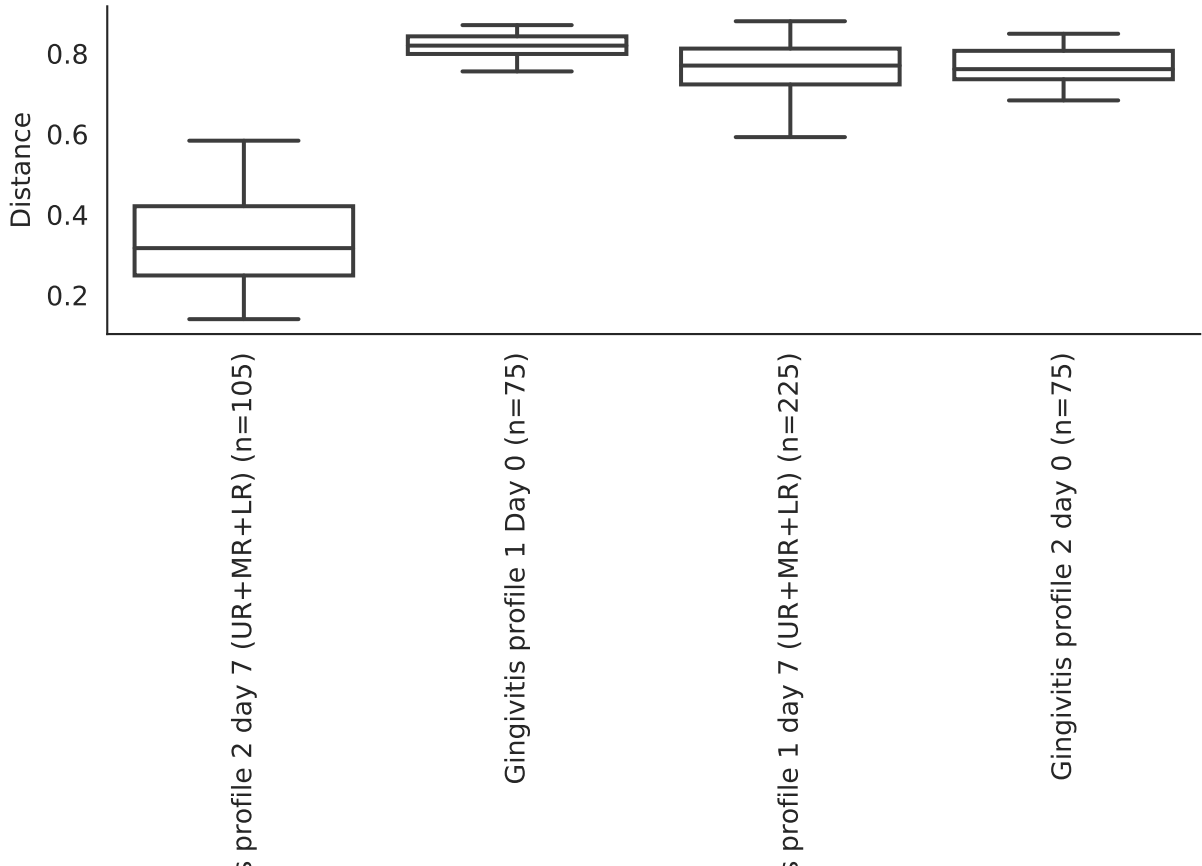 Distance
0.8
0.6
0.4
0.2
s profile 2 day 7 (UR+MR+LR) (n=105)
Gingivitis profile 1 Day 0 (n=75)
s profile 1 day 7 (UR+MR+LR) (n=225)
Gingivitis profile 2 day 0 (n=75)